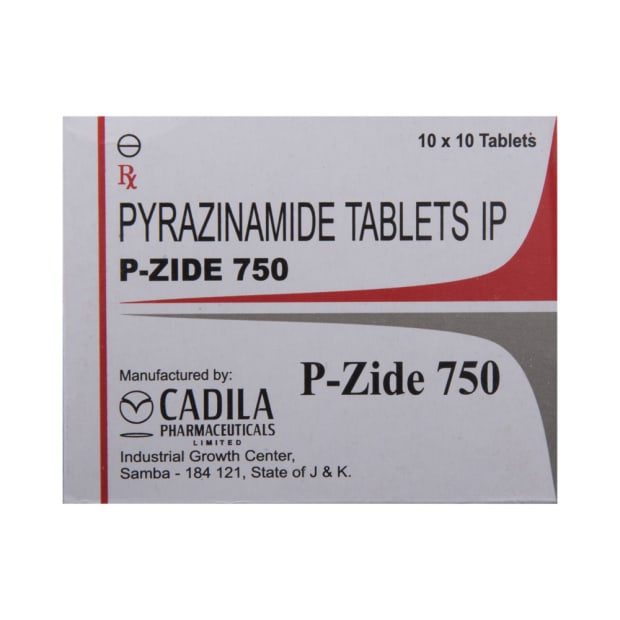 10 x 10 Tablets
Rx
PYRAZINAMIDE TABLETS IP
P-ZIDE 750
Manufactured by:
P-Zide 750
CADILA
PHARMACEUTICALS
LIMITED
Industrial Growth Center,
Samba - 184 121, State of J & K.